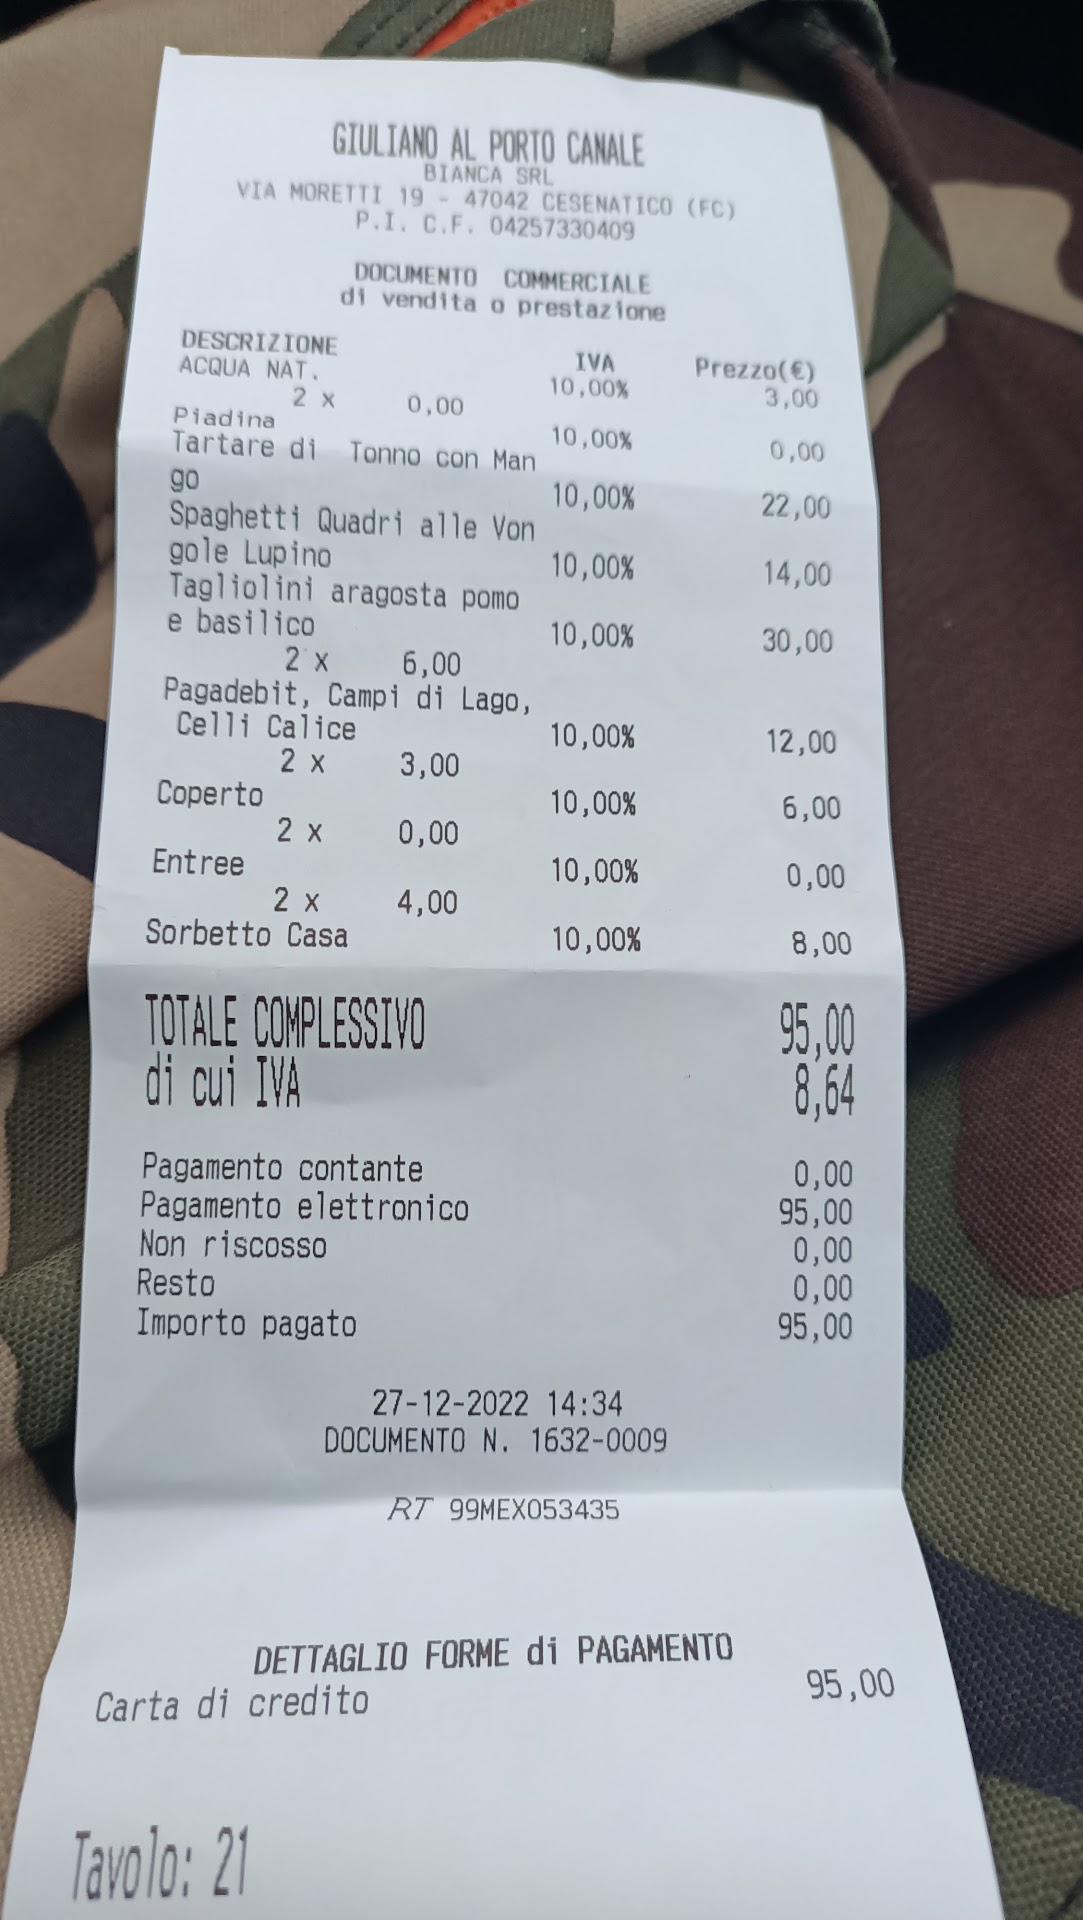 GIULIANO AL PORTO CANALE
BIANCA SRL
VIA MORETTI 19 - 47042 CESENATICO (FC)
P.I. C.F. 04257330409
DOCUMENTO COMMERCIALE
di vendita o prestazione
DESCRIZIONE IVA Prezzo(€)
ACQUA NAT. 10,00% 3,00
2 x 0,00
Piadina 10,00% 0,00
Tartare di Tonno con Man
go 10,00% 22,00
Spaghetti Quadri alle Von
gole Lupino 10,00% 14,00
Tagliolini aragosta pomo
e basilico 10,00% 30,00
2 x 6,00
Pagadebit, Campi di Lago,
Celli Calice 10,00% 12,00
2 x 3,00
Coperto 10,00% 6,00
2 x 0,00
Entree 10,00% 0,00
2 x 4,00
Sorbetto Casa 10,00% 8,00
TOTALE COMPLESSIVO 95,00
di cui IVA 8,64
Pagamento contante 0,00
Pagamento elettronico 95,00
Non riscosso 0,00
Resto 0,00
Importo pagato 95,00
27-12-2022 14:34
DOCUMENTO N. 1632-0009
RT 99MEX053435
DETTAGLIO FORME di PAGAMENTO
Carta di credito 95,00
Tavolo: 21